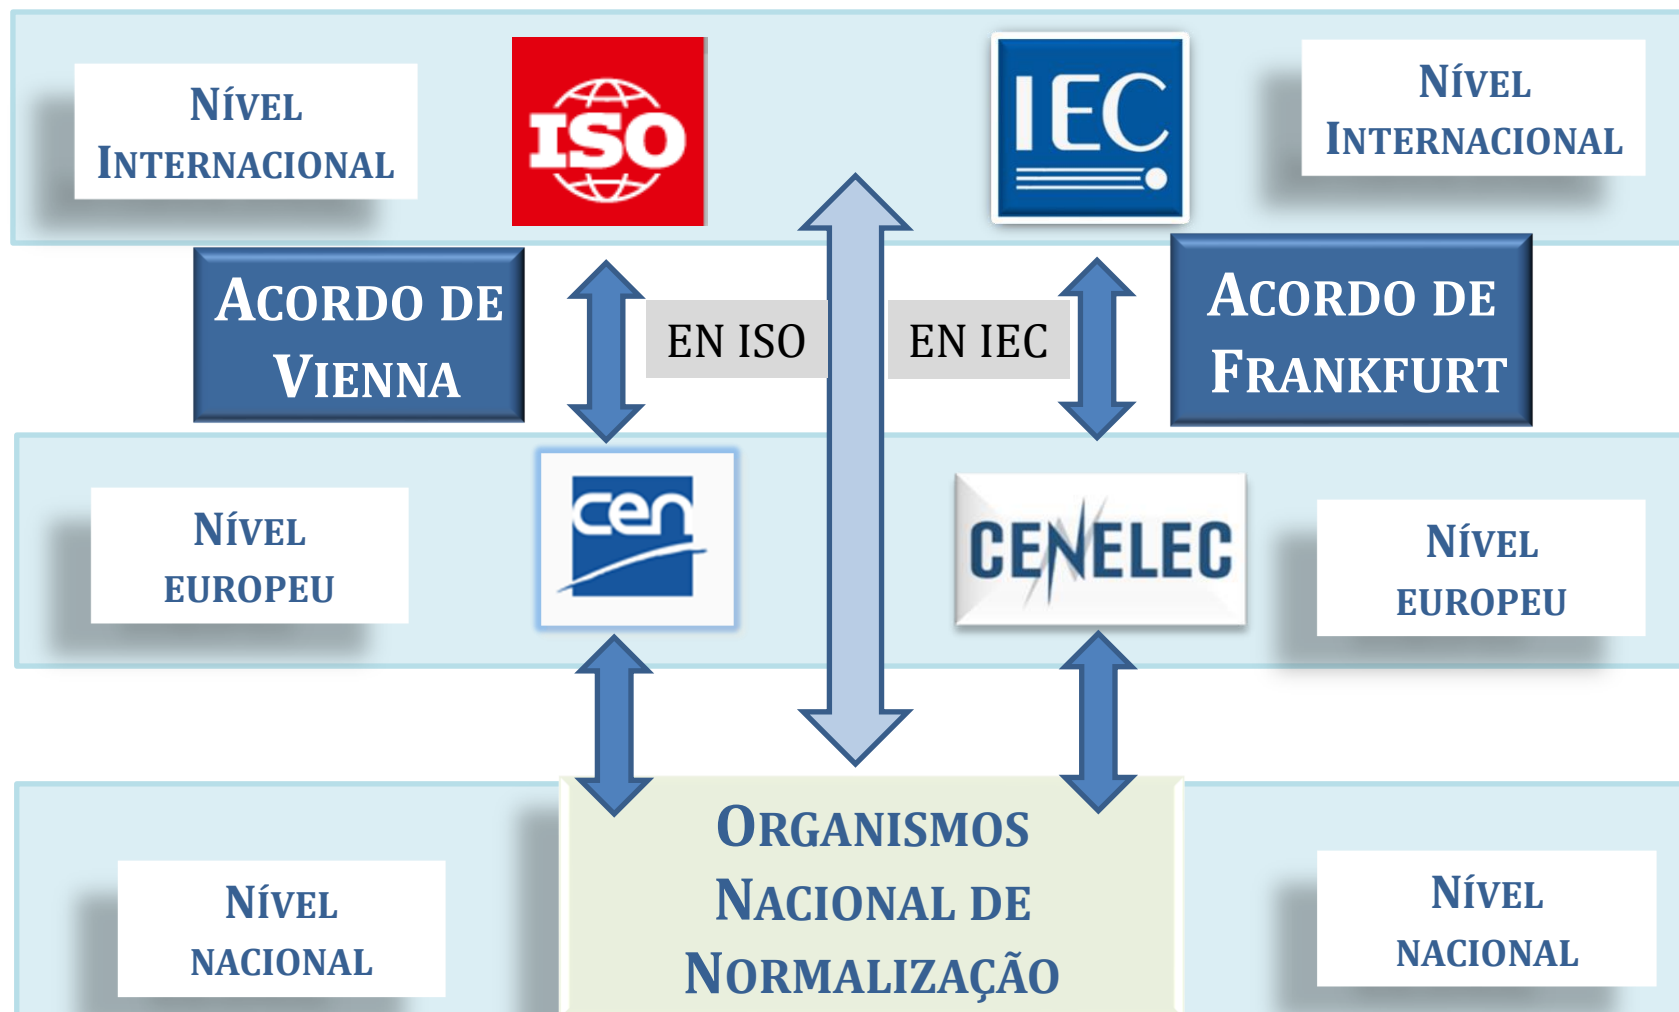 NÍVEL
INTERNACIONAL
ISO
IEC
NÍVEL
INTERNACIONAL
ACORDO DE
VIENNA
EN ISO
EN IEC
ACORDO DE
FRANKFURT
NÍVEL
EUROPEU
cen
CENELEC
NÍVEL
EUROPEU
NÍVEL
NACIONAL
ORGANISMOS
NACIONAL DE
NORMALIZAÇÃO
NÍVEL
NACIONAL